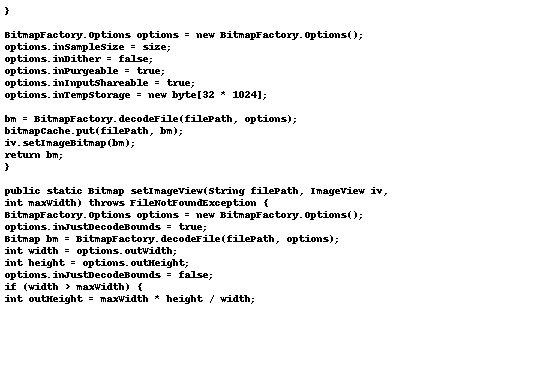 }

BitmapFactory.Options options = new BitmapFactory.Options();
options.inSampleSize = size;
options.inDither = false;
options.inPurgeable = true;
options.inInputShareable = true;
options.inTempStorage = new byte[32 * 1024];

bm = BitmapFactory.decodeFile(filePath, options);
bitmapCache.put(filePath, bm);
iv.setImageBitmap(bm);
return bm;
}

public static Bitmap setImageView(String filePath, ImageView iv,
int maxWidth) throws FileNotFoundException {
BitmapFactory.Options options = new BitmapFactory.Options();
options.inJustDecodeBounds = true;
Bitmap bm = BitmapFactory.decodeFile(filePath, options);
int width = options.outWidth;
int height = options.outHeight;
options.inJustDecodeBounds = false;
if (width > maxWidth) {
int outHeight = maxWidth * height / width;